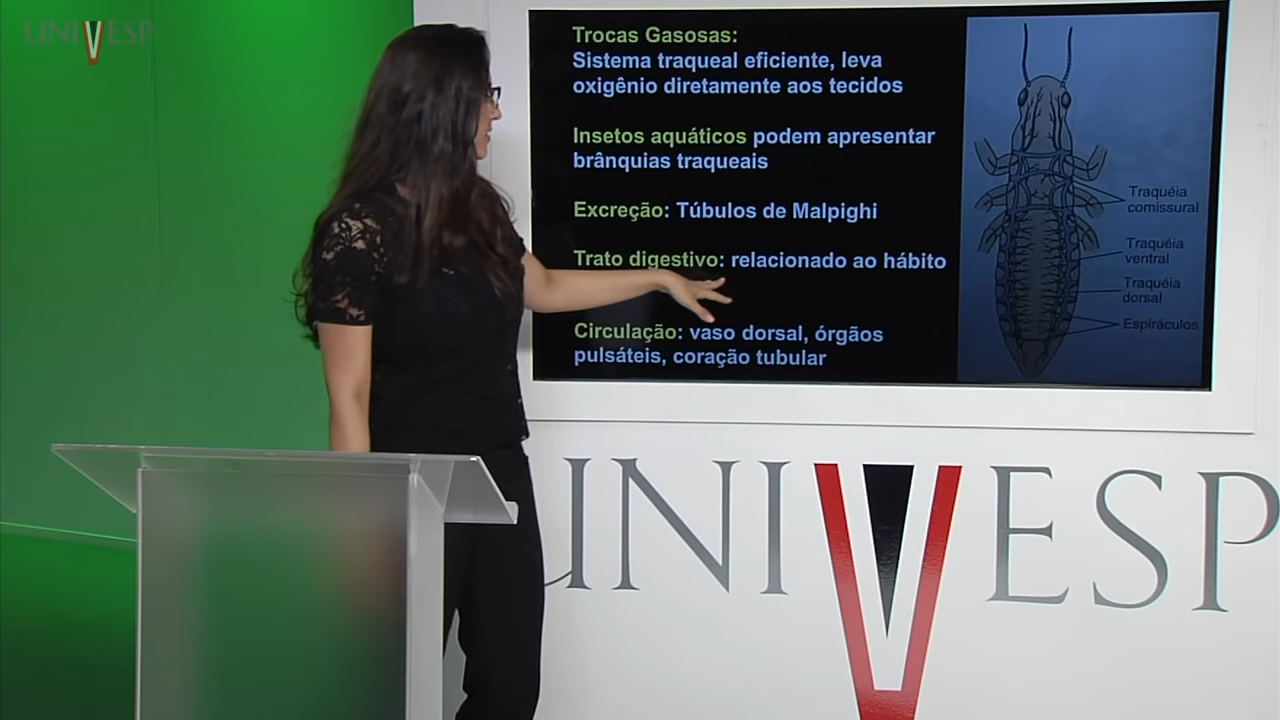 UNIVESP
Trocas Gasosas:
Sistema traqueal eficiente, leva
oxigênio diretamente aos tecidos
Insetos aquáticos podem apresentar
brânquias traqueais
Excreção: Túbulos de Malpighi
Trato digestivo: relacionado ao hábito
Circulação: vaso dorsal, órgãos
pulsáteis, coração tubular
Traquéia
comissural
Traquéia
ventral
Traquéia
dorsal
Espiráculos
UNIVESP